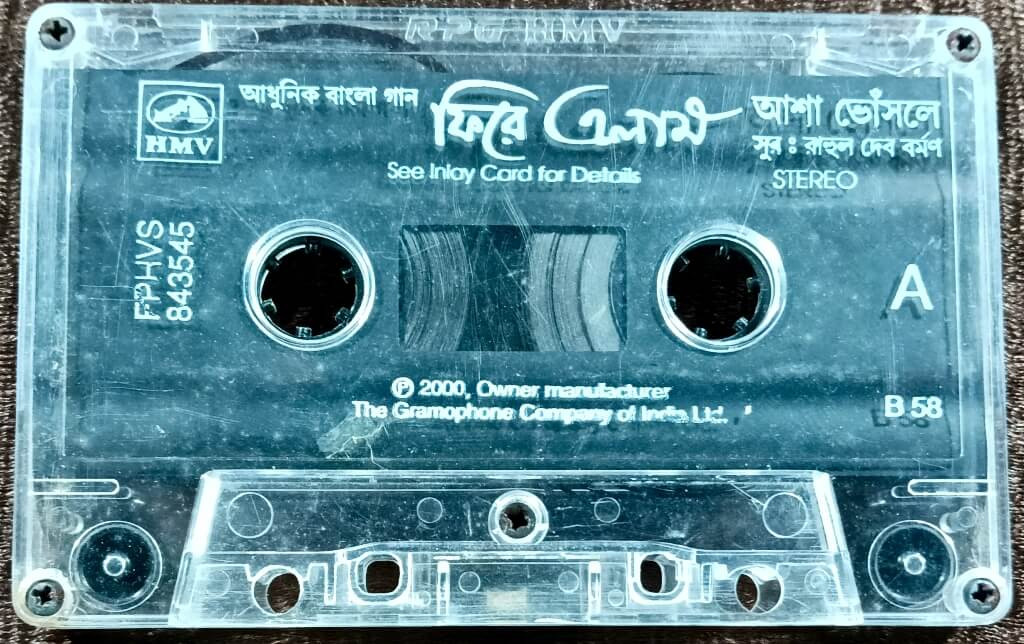 RPG HMV
আধুনিক বাংলা গান
ফিরে এলাম
আশা ভোঁসলে
সুর : রাহুল দেব বর্মণ
HMV
See Inlay Card for Details
STEREO
FPHVS
843545
A
℗ 2000, Owner manufacturer
The Gramophone Company of India Ltd.
B 58